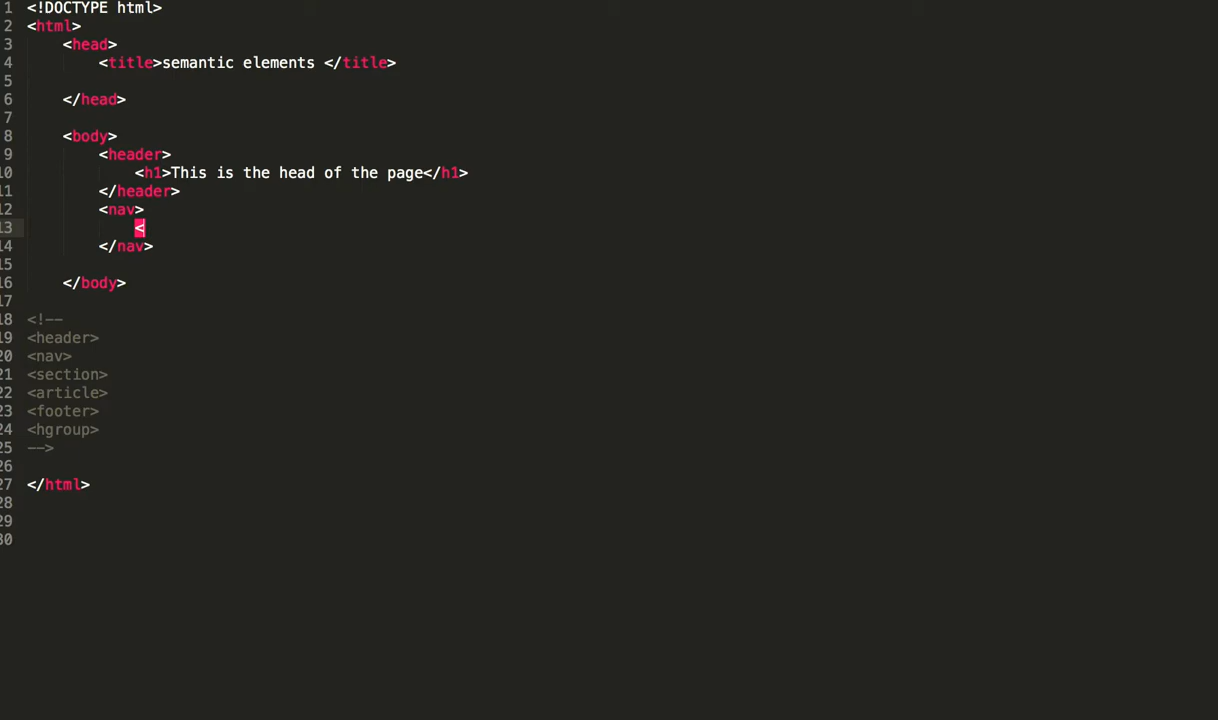 1 <!DOCTYPE html>
2 <html>
3 <head>
4 <title>semantic elements </title>
5
6 </head>
7
8 <body>
9 <header>
10 <h1>This is the head of the page</h1>
11 </header>
12 <nav>
13 <
14 </nav>
15
16 </body>
17
18 <!--
19 <header>
20 <nav>
21 <section>
22 <article>
23 <footer>
24 <hgroup>
25 -->
26
27 </html>
28
29
30